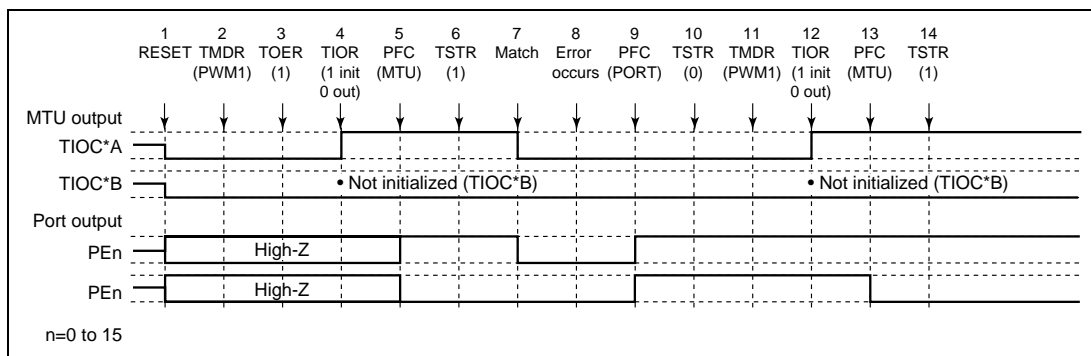 1 2 3 4 5 6 7 8 9 10 11 12 13 14
RESET TMDR TOER TIOR PFC TSTR Match Error PFC TSTR TMDR TIOR PFC TSTR
(PWM1) (1) (1 init (MTU) (1) occurs (PORT) (0) (PWM1) (1 init (MTU) (1)
0 out) 0 out)
MTU output
TIOC*A
TIOC*B • Not initialized (TIOC*B) • Not initialized (TIOC*B)
Port output
PEn High-Z
PEn High-Z
n=0 to 15